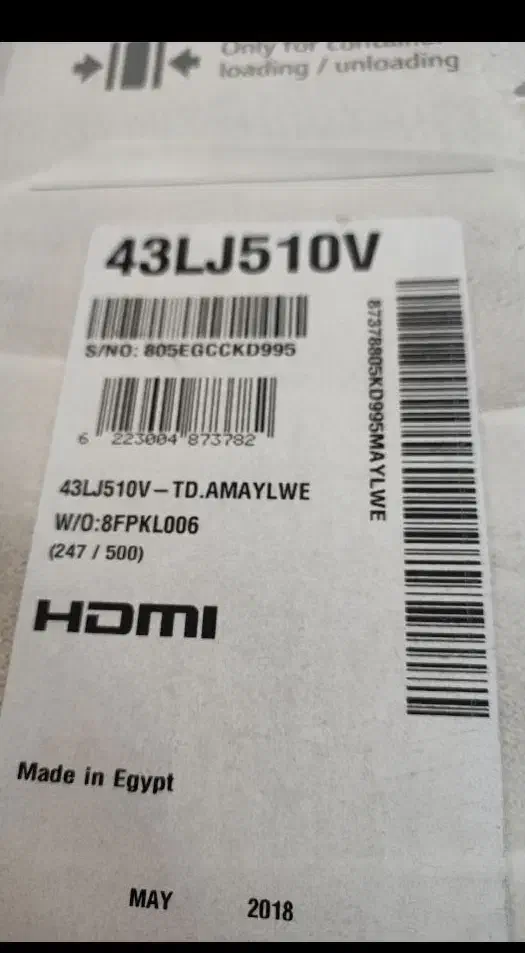 Only for container
loading / unloading
43LJ510V
S/NO: 805EGCCKD995
6 223004 873782
87378805KD995MAYLWE
43LJ510V-TD.AMAYLWE
W/O:8FPKL006
(247 / 500)
HDMI
Made in Egypt
MAY 2018